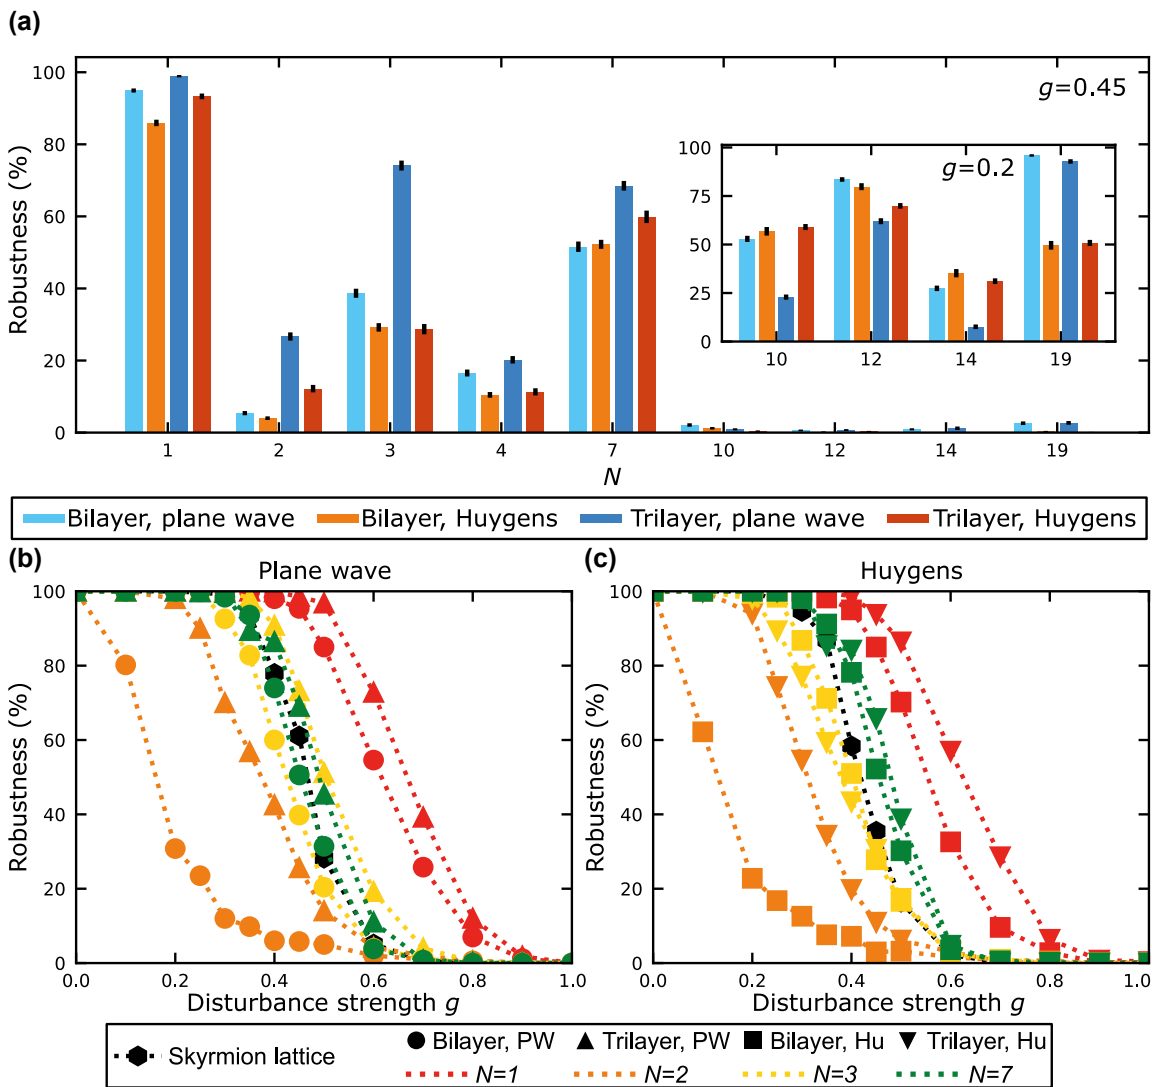 (a)
100
80
60
40
20
0
Robustness (%)
g=0.45
g=0.2
100
75
50
25
0
10 12 14 19
1 2 3 4 7 10 12 14 19
N
Bilayer, plane wave Bilayer, Huygens Trilayer, plane wave Trilayer, Huygens
(b)
Plane wave
100
80
60
40
20
0
Robustness (%)
0.0 0.2 0.4 0.6 0.8 1.0
Disturbance strength g
(c)
Huygens
100
80
60
40
20
0
Robustness (%)
0.0 0.2 0.4 0.6 0.8 1.0
Disturbance strength g
Skyrmion lattice
Bilayer, PW Trilayer, PW Bilayer, Hu Trilayer, Hu
N=1 N=2 N=3 N=7